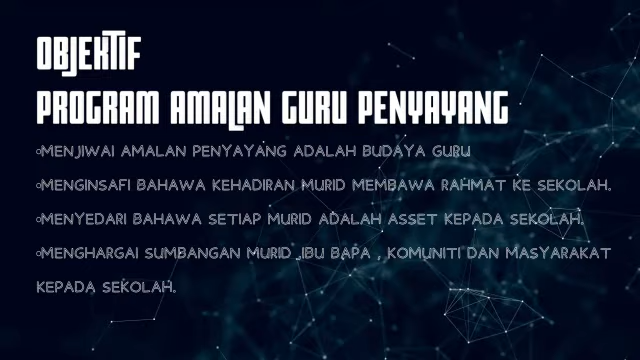 OBJEKTIF
PROGRAM AMALAN GURU PENYAYANG
◦MENJIWAI AMALAN PENYAYANG ADALAH BUDAYA GURU
◦MENGINSAFI BAHAWA KEHADIRAN MURID MEMBAWA RAHMAT KE SEKOLAH.
◦MENYEDARI BAHAWA SETIAP MURID ADALAH ASSET KEPADA SEKOLAH.
◦MENGHARGAI SUMBANGAN MURID ,IBU BAPA , KOMUNITI DAN MASYARAKAT
KEPADA SEKOLAH.